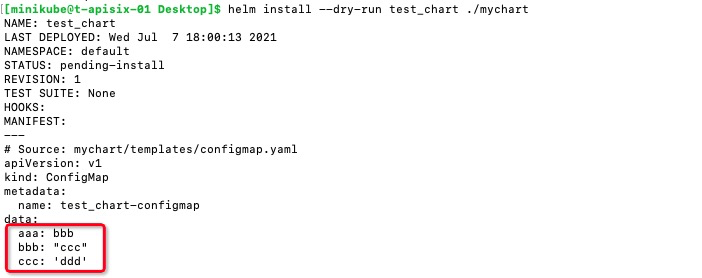 [[minikube@t-apisix-01 Desktop]$ helm install --dry-run test_chart ./mychart
NAME: test_chart
LAST DEPLOYED: Wed Jul  7 18:00:13 2021
NAMESPACE: default
STATUS: pending-install
REVISION: 1
TEST SUITE: None
HOOKS:
MANIFEST:
---
# Source: mychart/templates/configmap.yaml
apiVersion: v1
kind: ConfigMap
metadata:
  name: test_chart-configmap
data:
  aaa: bbb
  bbb: "ccc"
  ccc: 'ddd'